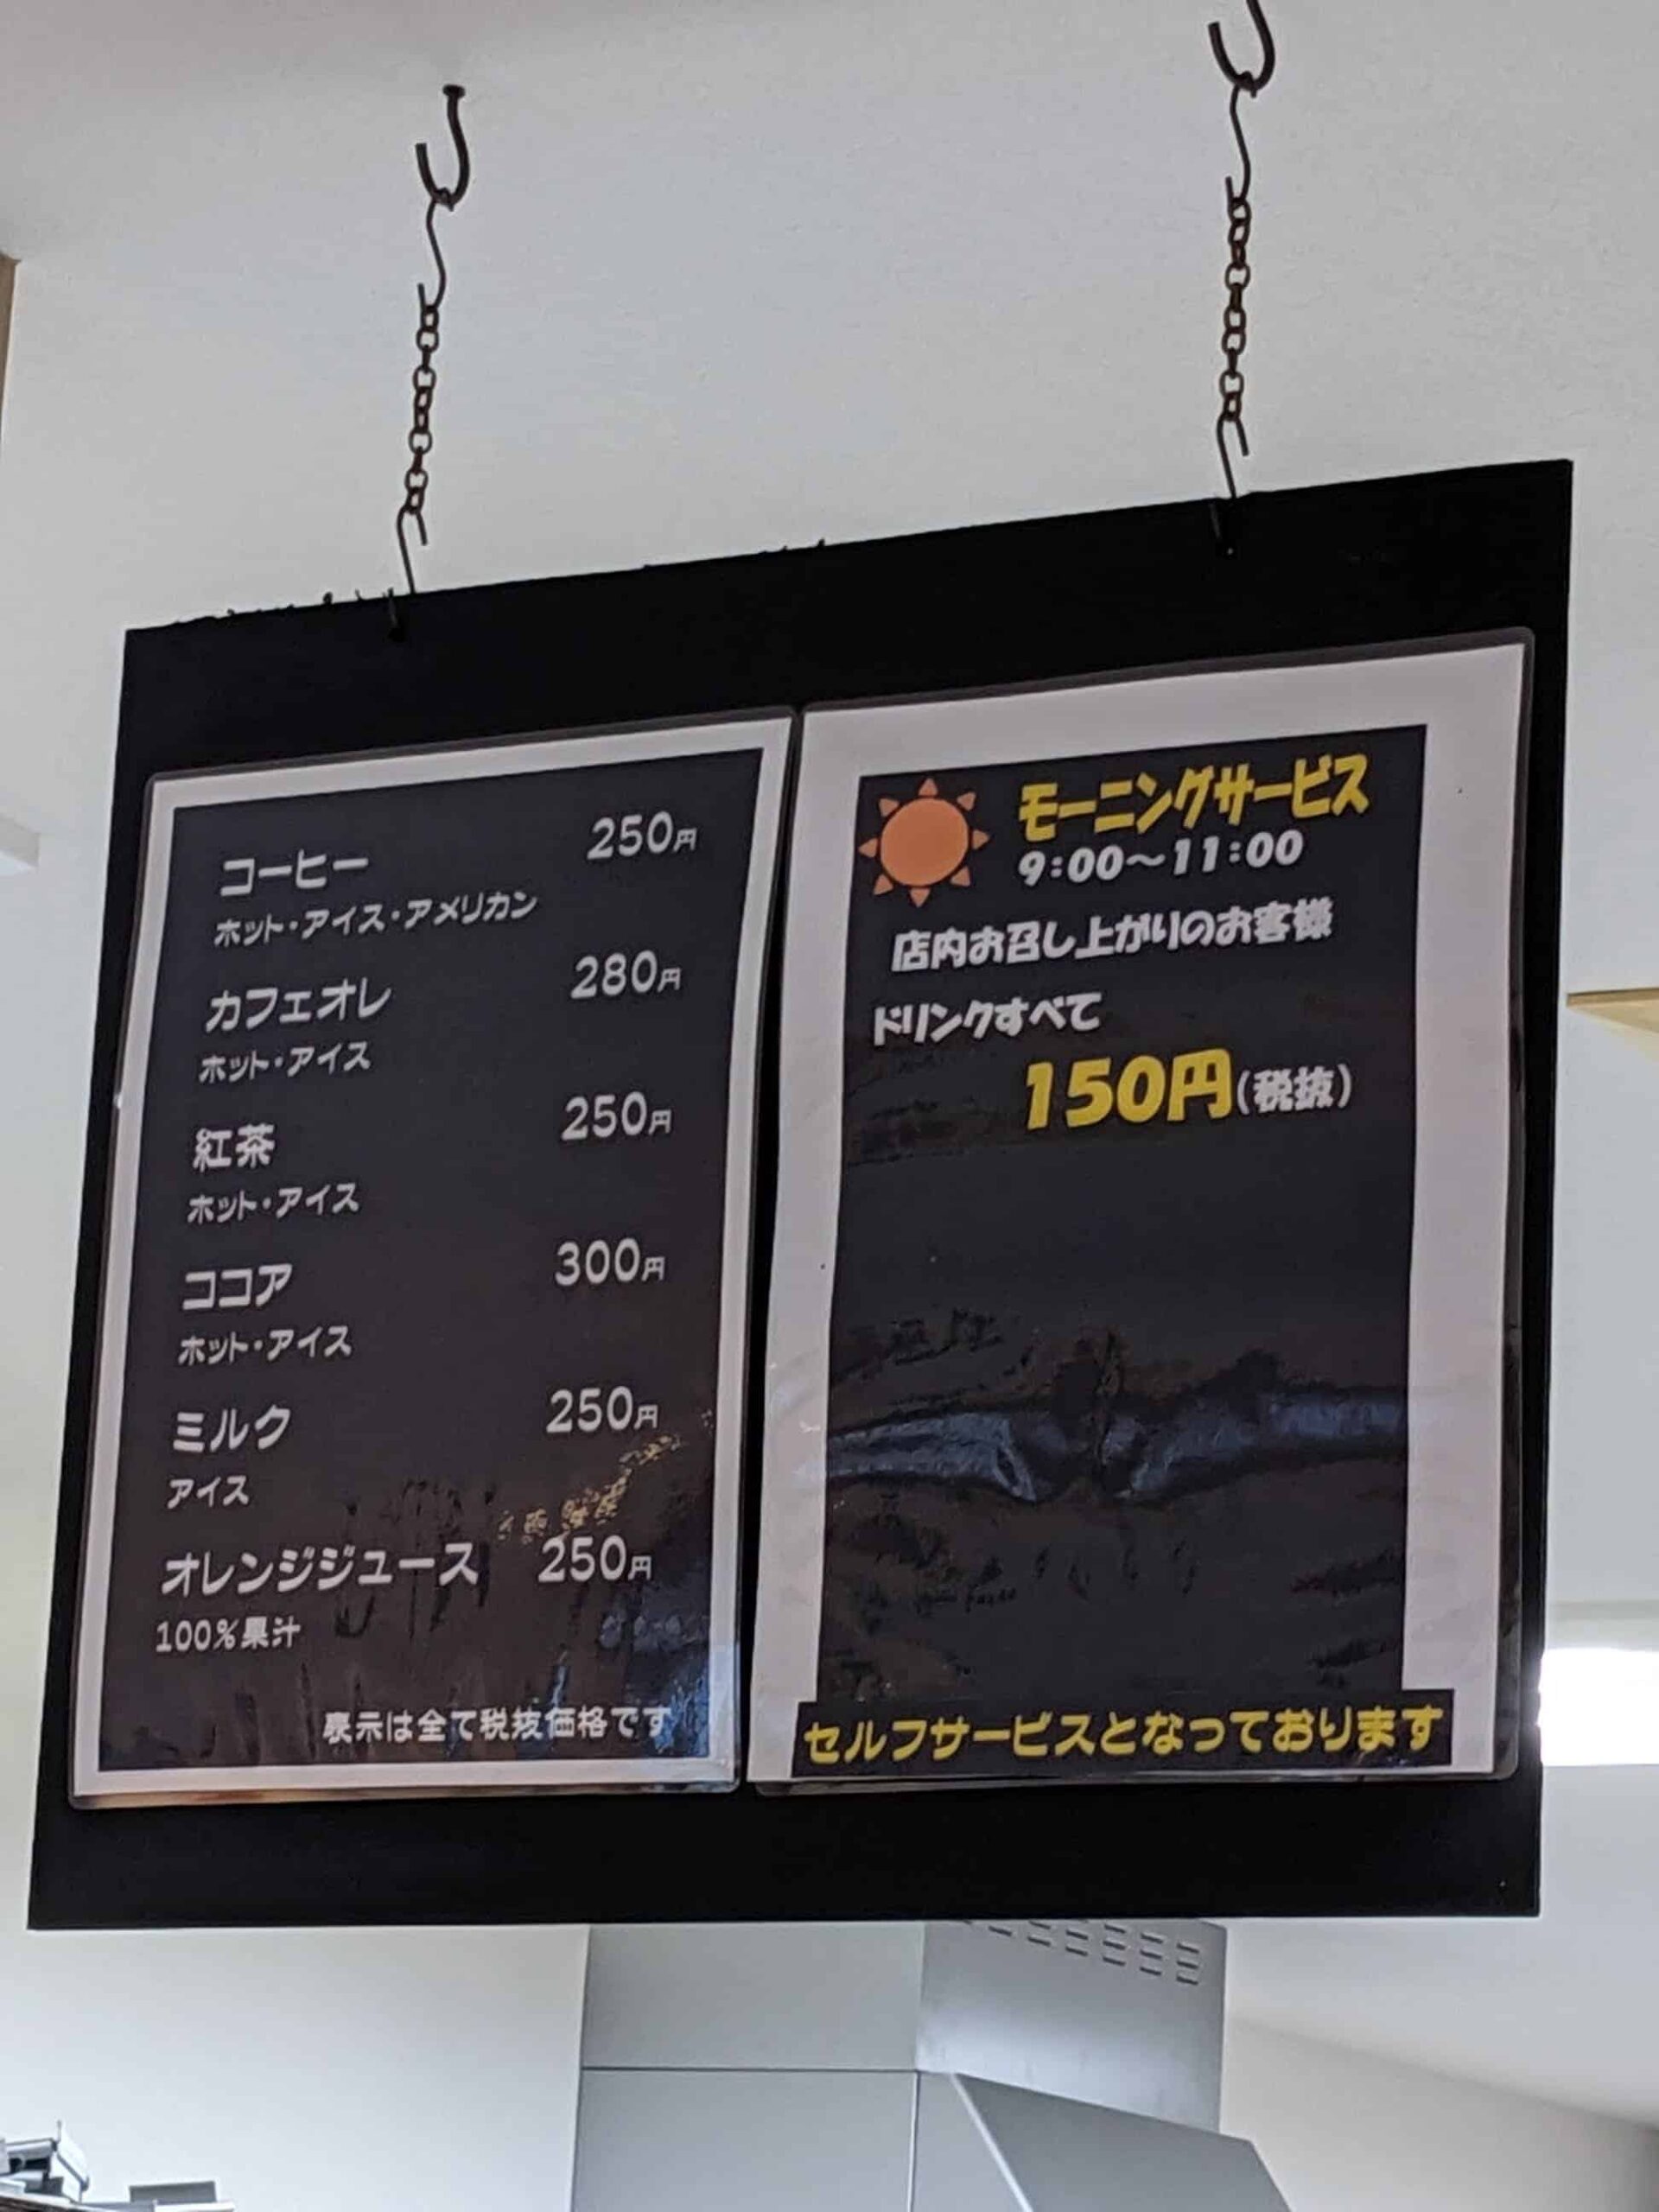 コーヒー 250円
ホット・アイス・アメリカン
カフェオレ 280円
ホット・アイス
紅茶 250円
ホット・アイス
ココア 300円
ホット・アイス
ミルク 250円
アイス
オレンジジュース 250円
100%果汁
表示は全て税抜価格です
モーニングサービス
9:00～11:00
店内お召し上がりのお客様
ドリンクすべて
150円(税抜)
セルフサービスとなっております